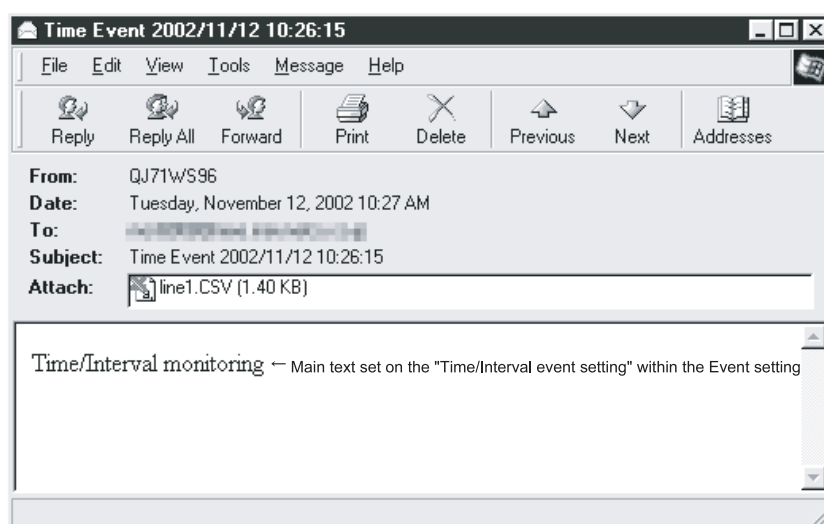 Time Event 2002/11/12 10:26:15
File Edit View Tools Message Help
Reply Reply All Forward Print Delete Previous Next Addresses
From: QJ71WS96
Date: Tuesday, November 12, 2002 10:27 AM
To:
Subject: Time Event 2002/11/12 10:26:15
Attach: line1.CSV (1.40 KB)
Time/Interval monitoring ← Main text set on the "Time/Interval event setting" within the Event setting